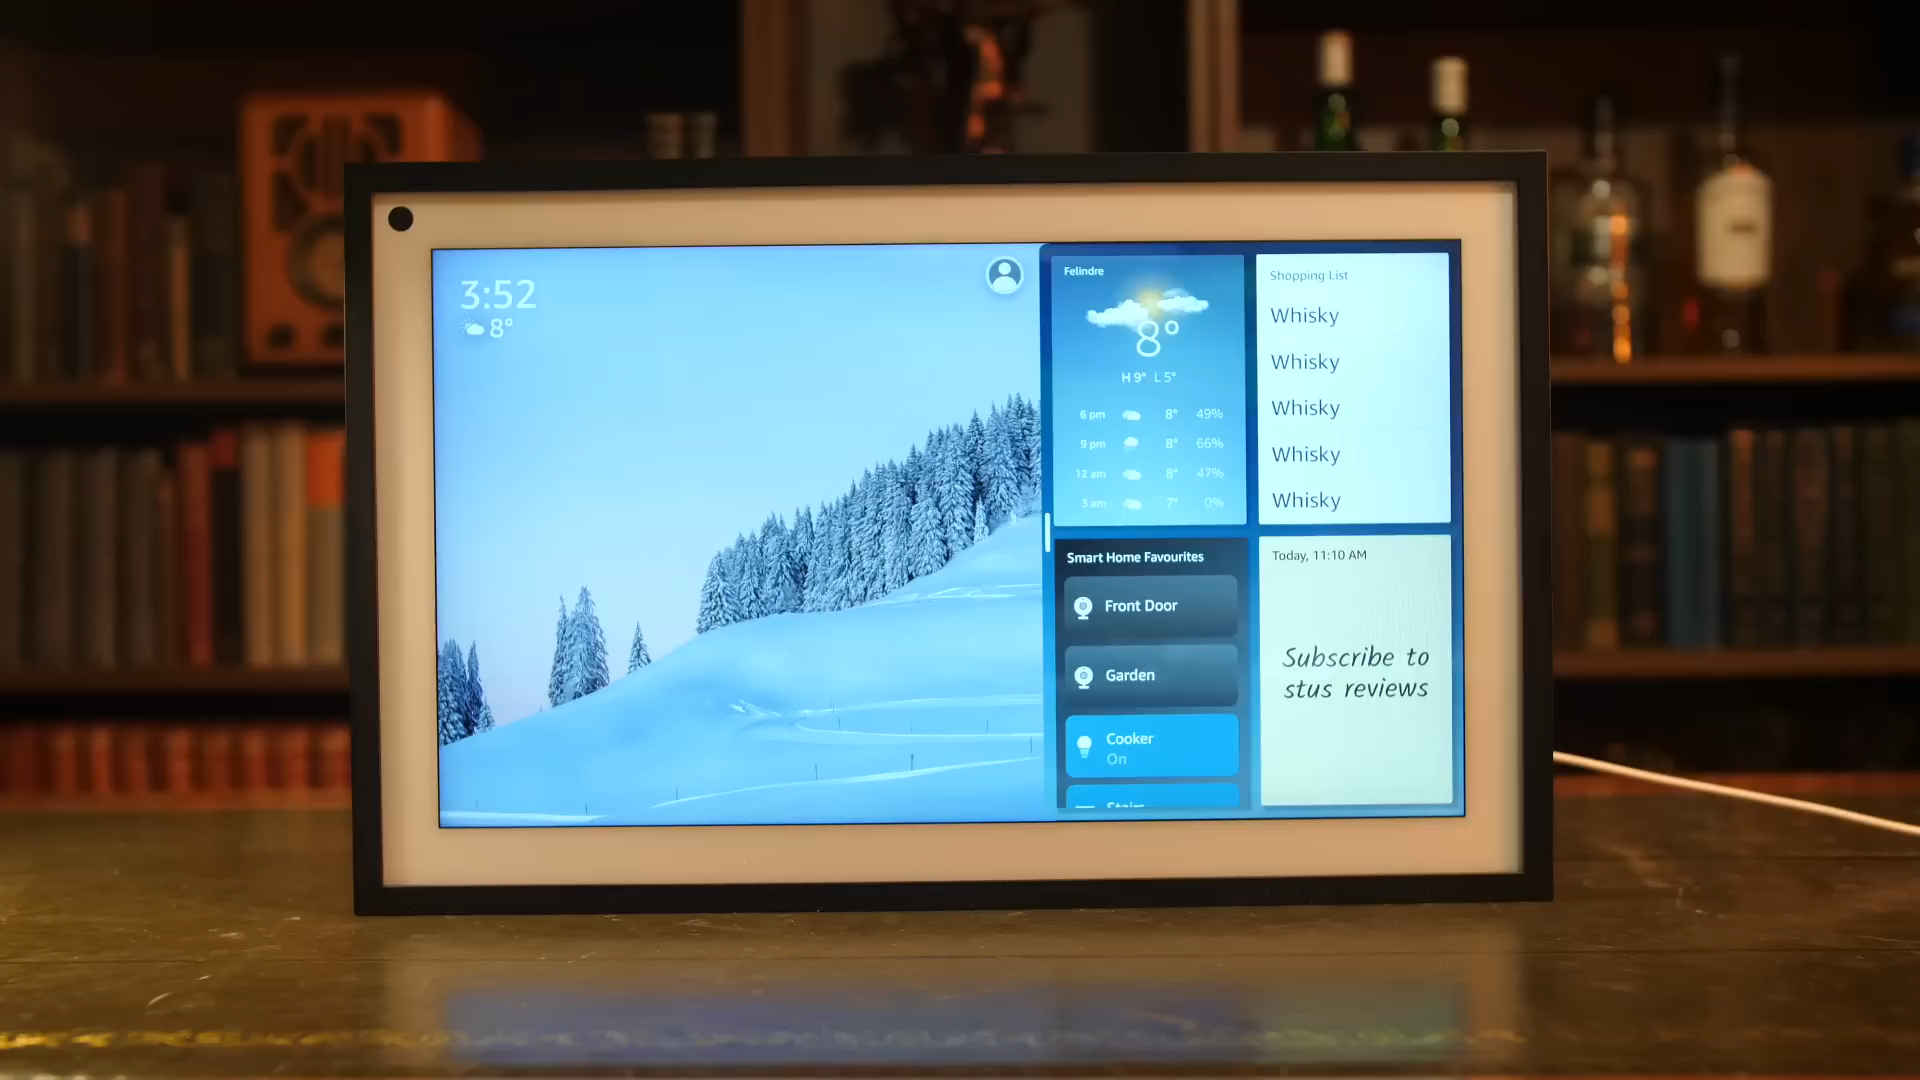 3:52
8°
Felindre
8°
H 9° L 5°
6 pm 8° 49%
9 pm 8° 66%
12 am 8° 47%
3 am 7° 0%
Shopping List
Whisky
Whisky
Whisky
Whisky
Whisky
Smart Home Favourites
Front Door
Garden
Cooker
On
Stairs
Today, 11:10 AM
Subscribe to
stus reviews